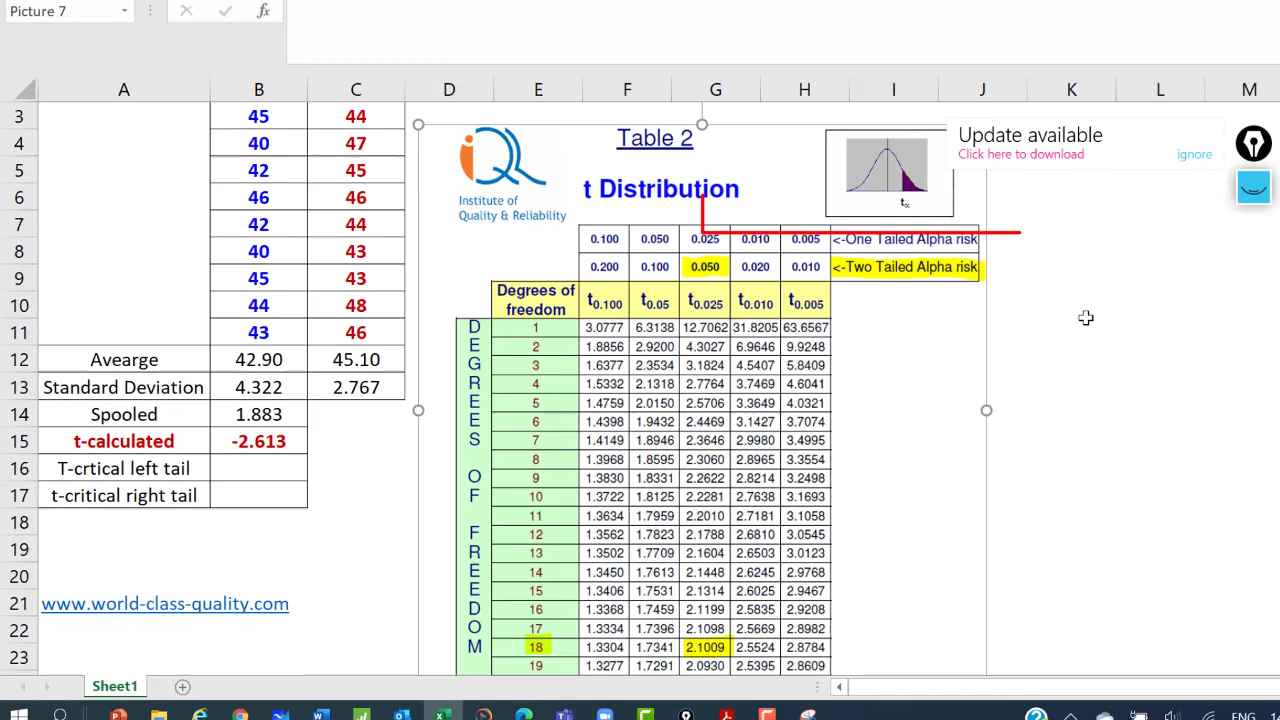 Picture 7
fx
A B C D E F G H I J K L M
3 45 44
4 40 47
5 42 45
6 46 46
7 42 44
8 40 43
9 45 43
10 44 48
11 43 46
12 Avearge 42.90 45.10
13 Standard Deviation 4.322 2.767
14 Spooled 1.883
15 t-calculated -2.613
16 T-crtical left tail
17 t-critical right tail
18
19
20
21 www.world-class-quality.com
22
23
iQR
Institute of
Quality & Reliability
Table 2
t Distribution
tα
Update available
Click here to download ignore
0.100 0.050 0.025 0.010 0.005 <-One Tailed Alpha risk
0.200 0.100 0.050 0.020 0.010 <-Two Tailed Alpha risk
Degrees of
freedom
t0.100 t0.05 t0.025 t0.010 t0.005
DEGREES OF FREEDOM
1 3.0777 6.3138 12.7062 31.8205 63.6567
2 1.8856 2.9200 4.3027 6.9646 9.9248
3 1.6377 2.3534 3.1824 4.5407 5.8409
4 1.5332 2.1318 2.7764 3.7469 4.6041
5 1.4759 2.0150 2.5706 3.3649 4.0321
6 1.4398 1.9432 2.4469 3.1427 3.7074
7 1.4149 1.8946 2.3646 2.9980 3.4995
8 1.3968 1.8595 2.3060 2.8965 3.3554
9 1.3830 1.8331 2.2622 2.8214 3.2498
10 1.3722 1.8125 2.2281 2.7638 3.1693
11 1.3634 1.7959 2.2010 2.7181 3.1058
12 1.3562 1.7823 2.1788 2.6810 3.0545
13 1.3502 1.7709 2.1604 2.6503 3.0123
14 1.3450 1.7613 2.1448 2.6245 2.9768
15 1.3406 1.7531 2.1314 2.6025 2.9467
16 1.3368 1.7459 2.1199 2.5835 2.9208
17 1.3334 1.7396 2.1098 2.5669 2.8982
18 1.3304 1.7341 2.1009 2.5524 2.8784
19 1.3277 1.7291 2.0930 2.5395 2.8609
Sheet1
ENG